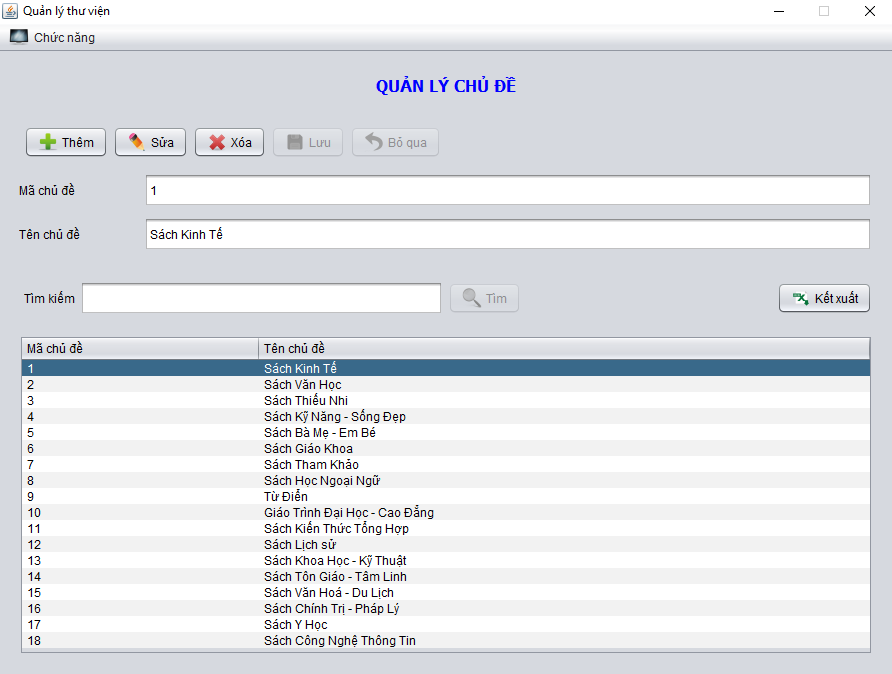 Quản lý thư viện
Chức năng
QUẢN LÝ CHỦ ĐỀ
Thêm Sửa Xóa Lưu Bỏ qua
Mã chủ đề 1
Tên chủ đề Sách Kinh Tế
Tìm kiếm Tìm Kết xuất
Mã chủ đề Tên chủ đề
1 Sách Kinh Tế
2 Sách Văn Học
3 Sách Thiếu Nhi
4 Sách Kỹ Năng - Sống Đẹp
5 Sách Bà Mẹ - Em Bé
6 Sách Giáo Khoa
7 Sách Tham Khảo
8 Sách Học Ngoại Ngữ
9 Từ Điển
10 Giáo Trình Đại Học - Cao Đẳng
11 Sách Kiến Thức Tổng Hợp
12 Sách Lịch sử
13 Sách Khoa Học - Kỹ Thuật
14 Sách Tôn Giáo - Tâm Linh
15 Sách Văn Hoá - Du Lịch
16 Sách Chính Trị - Pháp Lý
17 Sách Y Học
18 Sách Công Nghệ Thông Tin